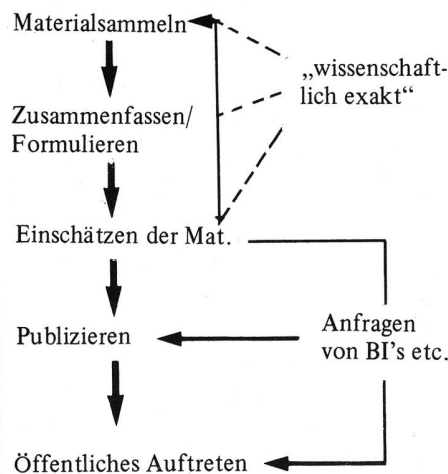 Materialsammeln
„wissenschaft-
lich exakt“
Zusammenfassen/
Formulieren
Einschätzen der Mat.
Publizieren
Anfragen
von BI's etc.
Öffentliches Auftreten